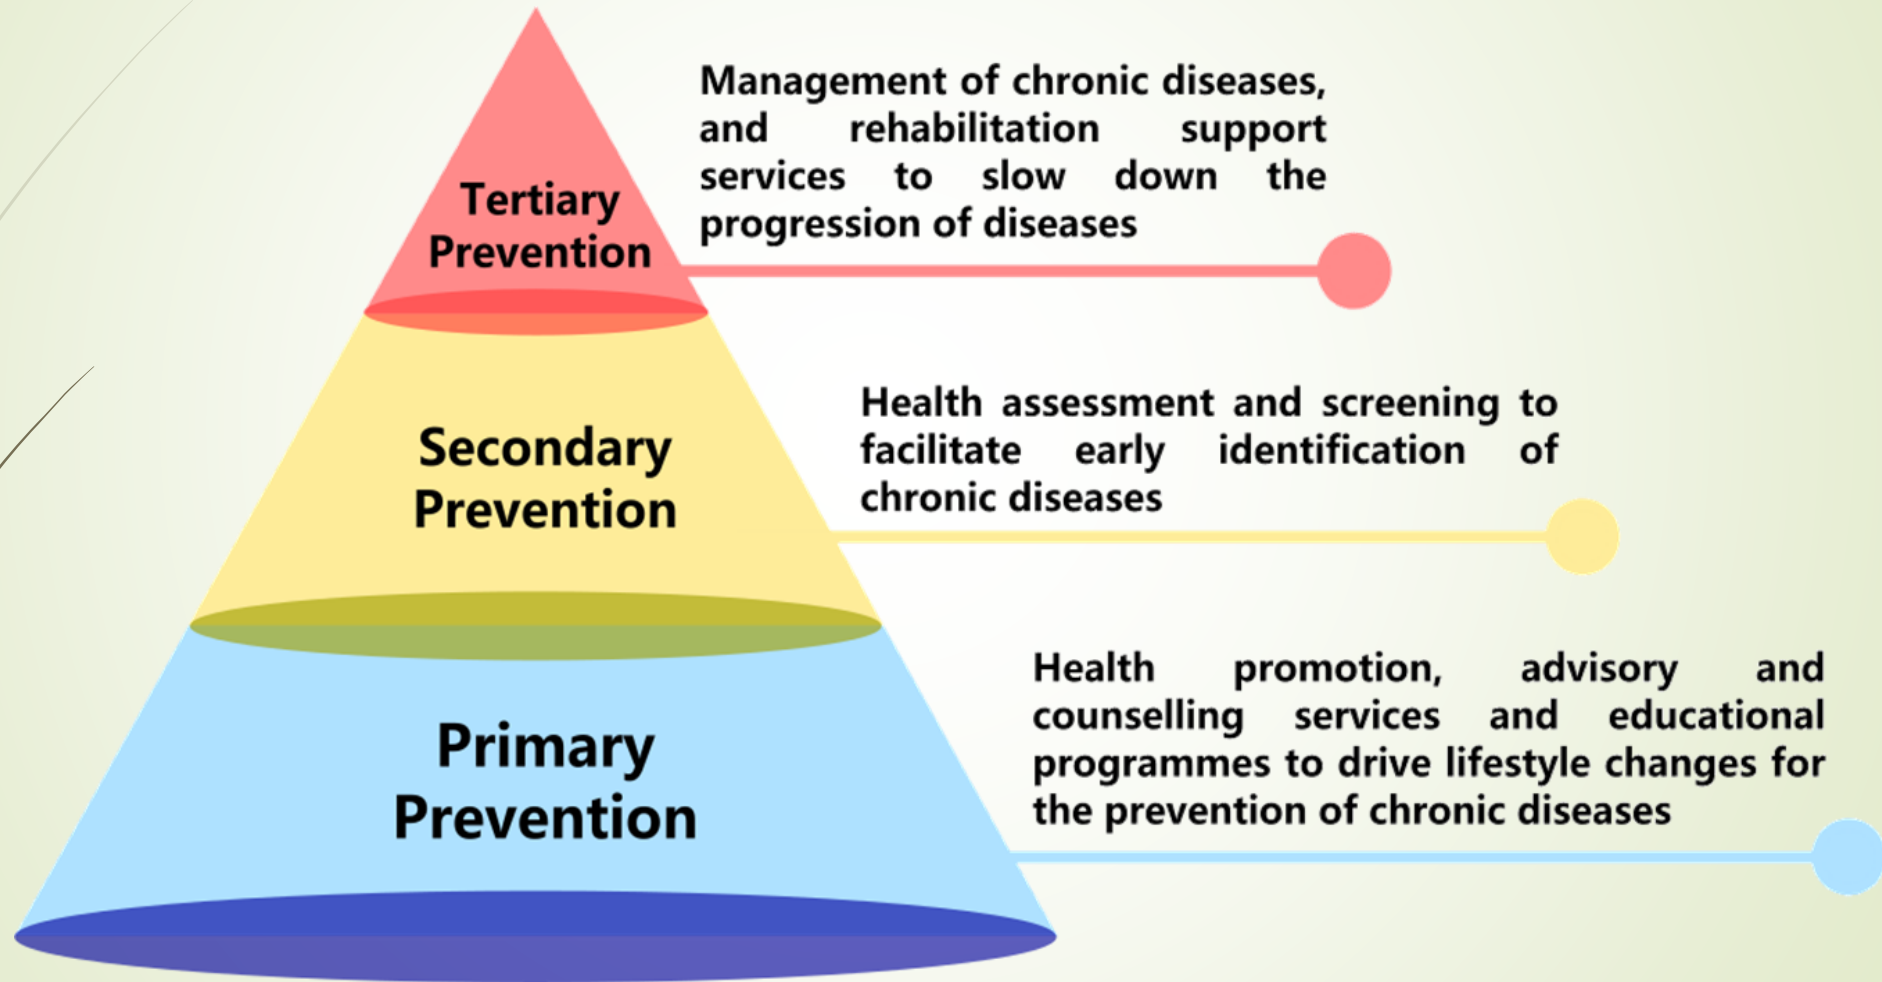 Tertiary
Prevention
Management of chronic diseases,
and rehabilitation support
services to slow down the
progression of diseases
Secondary
Prevention
Health assessment and screening to
facilitate early identification of
chronic diseases
Primary
Prevention
Health promotion, advisory and
counselling services and educational
programmes to drive lifestyle changes for
the prevention of chronic diseases